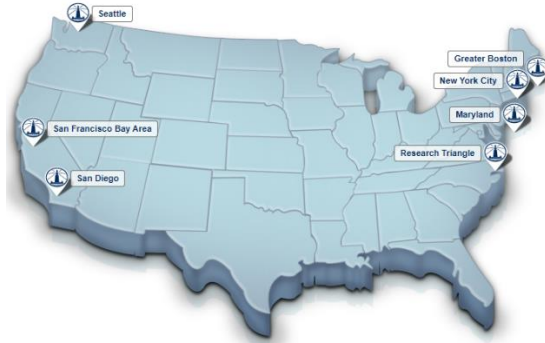 Seattle
Greater Boston
New York City
Maryland
San Francisco Bay Area
Research Triangle
San Diego